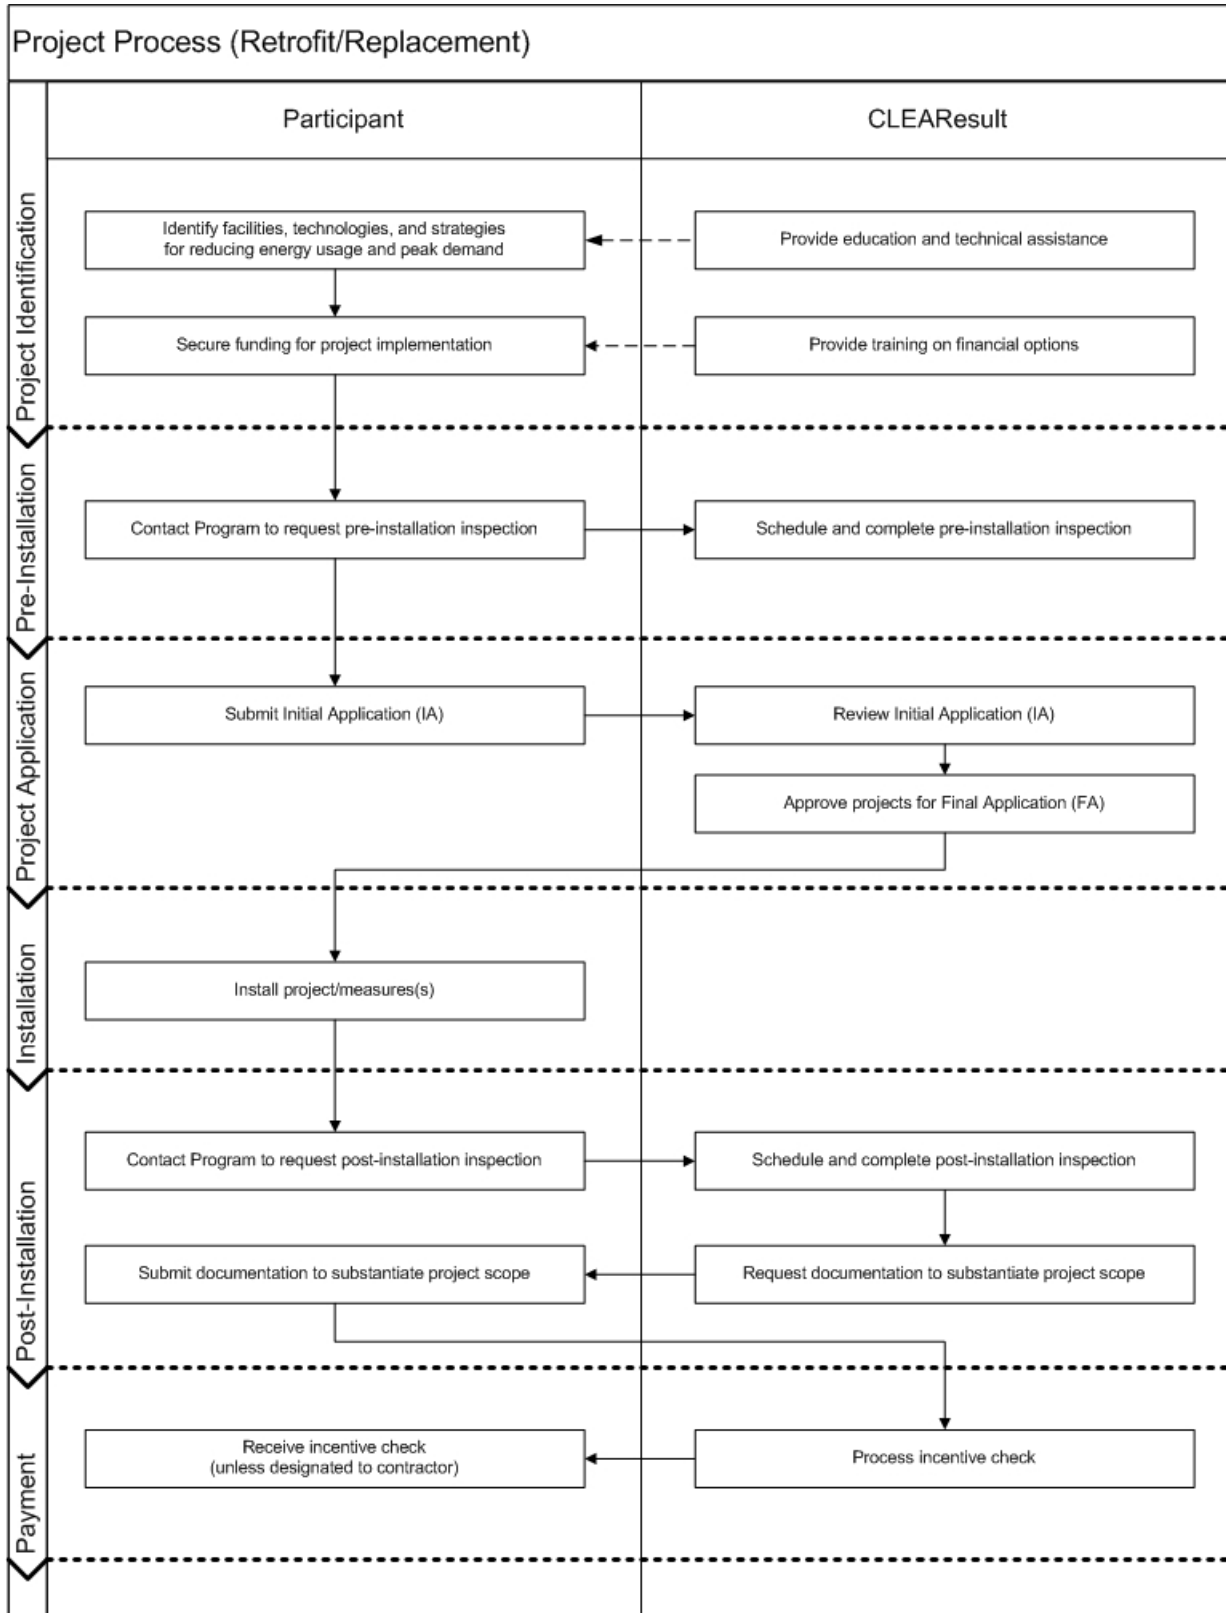 Project Process (Retrofit/Replacement)
Participant
CLEAResult
Project Identification
Identify facilities, technologies, and strategies
for reducing energy usage and peak demand
Provide education and technical assistance
Secure funding for project implementation
Provide training on financial options
Pre-Installation
Contact Program to request pre-installation inspection
Schedule and complete pre-installation inspection
Project Application
Submit Initial Application (IA)
Review Initial Application (IA)
Approve projects for Final Application (FA)
Installation
Install project/measures(s)
Post-Installation
Contact Program to request post-installation inspection
Schedule and complete post-installation inspection
Submit documentation to substantiate project scope
Request documentation to substantiate project scope
Payment
Receive incentive check
(unless designated to contractor)
Process incentive check